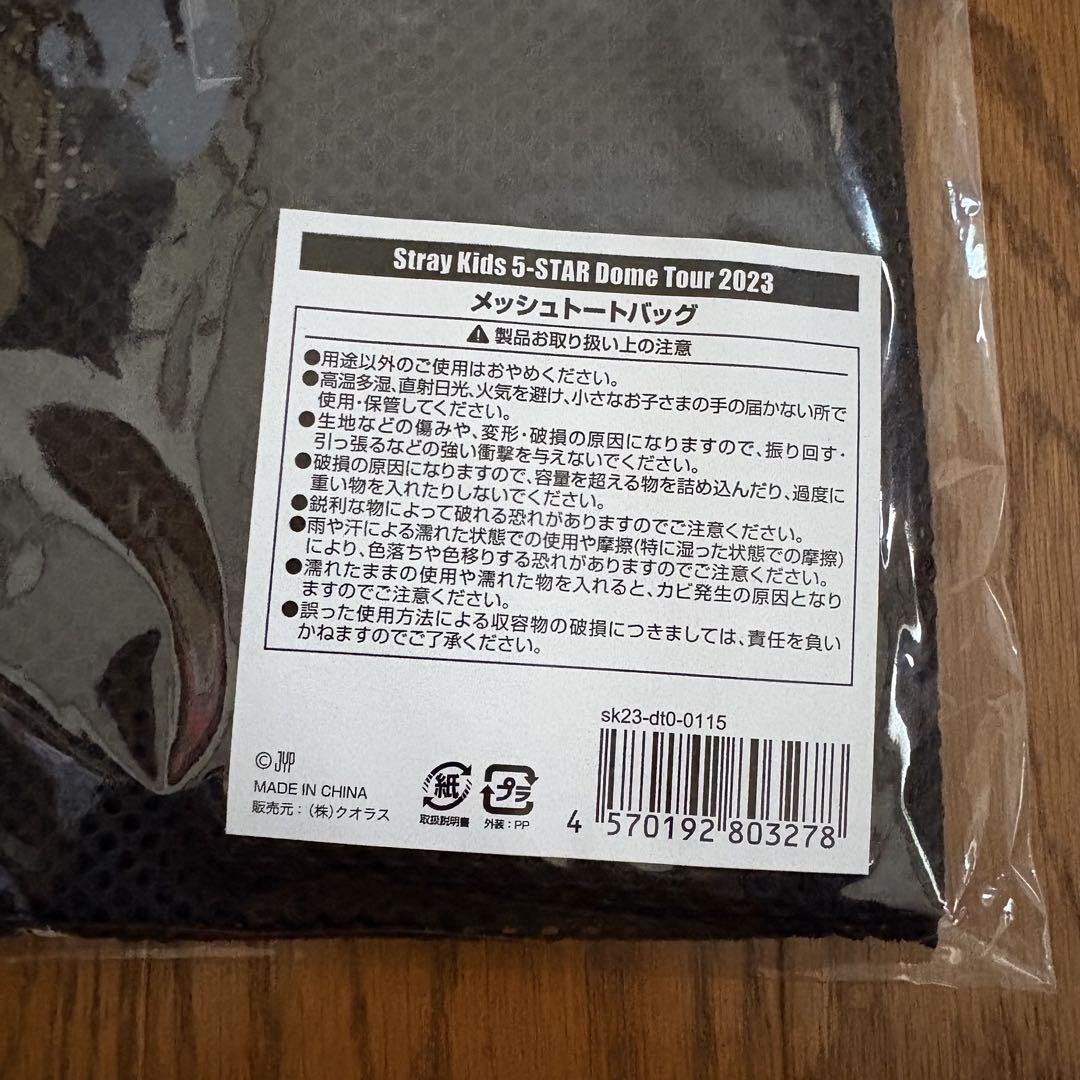 Stray Kids 5-STAR Dome Tour 2023
メッシュトートバッグ
⚠ 製品お取り扱い上の注意
●用途以外のご使用はおやめください。
●高温多湿、直射日光、火気を避け、小さなお子さまの手の届かない所で
使用・保管してください。
●生地などの傷みや、変形・破損の原因になりますので、振り回す・
引っ張るなどの強い衝撃を与えないでください。
●破損の原因になりますので、容量を超える物を詰め込んだり、過度に
重い物を入れたりしないでください。
●鋭利な物によって破れる恐れがありますのでご注意ください。
●雨や汗による濡れた状態での使用や摩擦(特に湿った状態での摩擦)
により、色落ちや色移りする恐れがありますのでご注意ください。
●濡れたままの使用や濡れた物を入れると、カビ発生の原因となり
ますのでご注意ください。
●誤った使用方法による収容物の破損につきましては、責任を負い
かねますのでご了承ください。
sk23-dt0-0115
© JYP
MADE IN CHINA
販売元：(株)クオラス
紙
取扱説明書
プラ
外装：PP
4 570192 803278